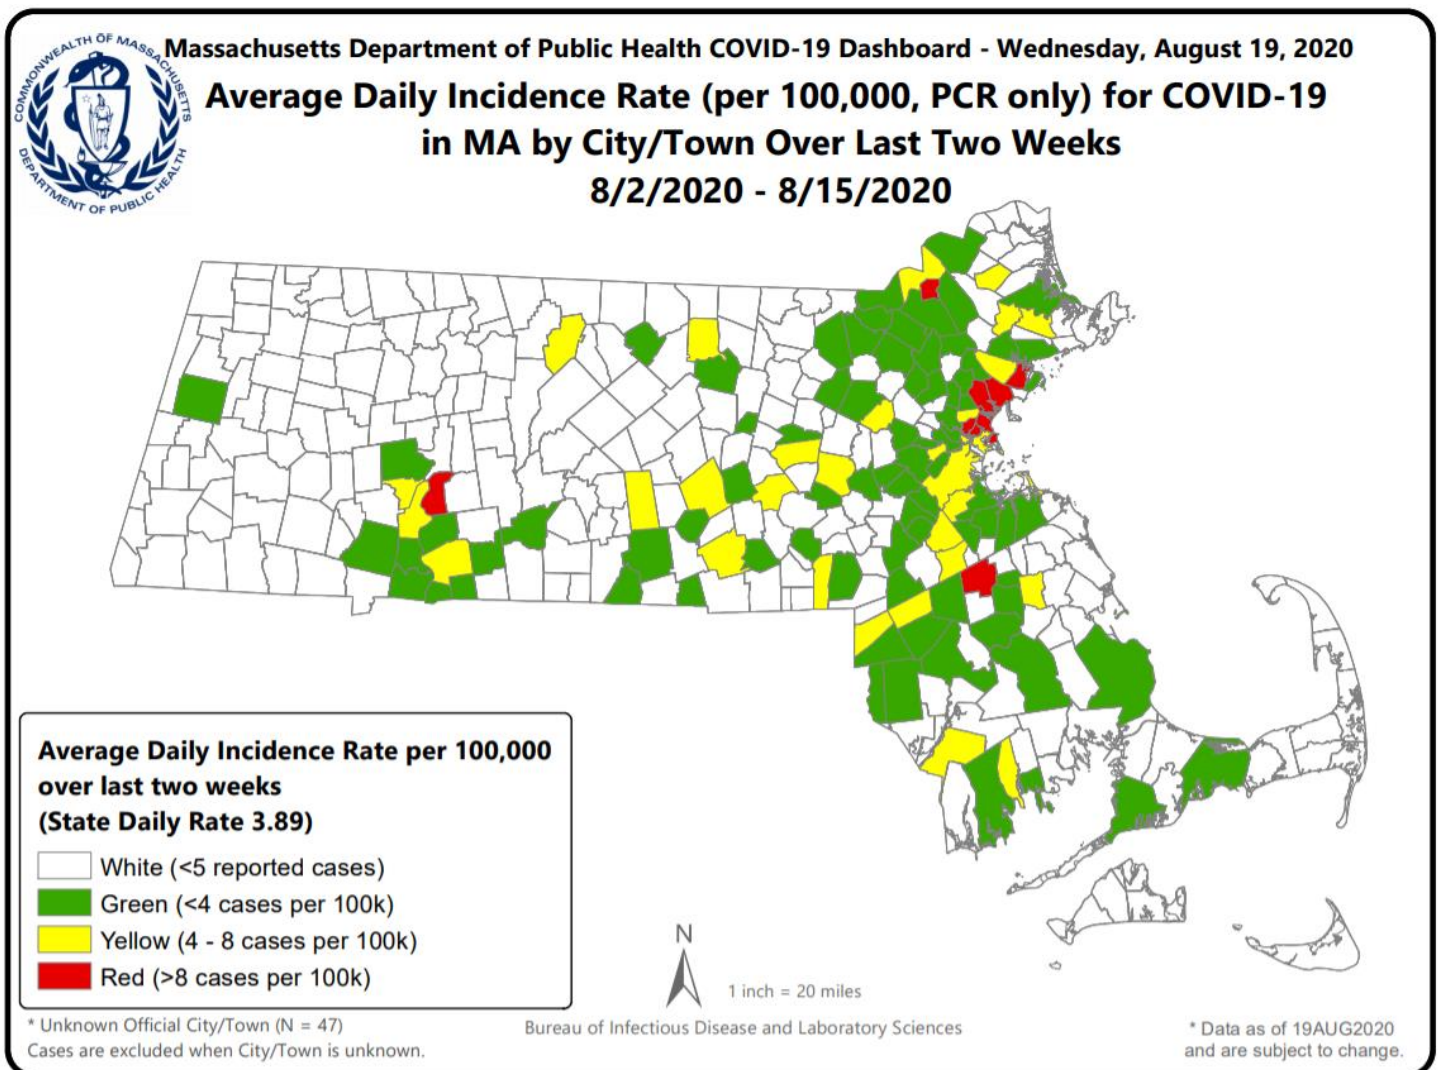 COMMONWEALTH OF MASSACHUSETTS
DEPARTMENT OF PUBLIC HEALTH
Massachusetts Department of Public Health COVID-19 Dashboard - Wednesday, August 19, 2020
Average Daily Incidence Rate (per 100,000, PCR only) for COVID-19
in MA by City/Town Over Last Two Weeks
8/2/2020 - 8/15/2020
Average Daily Incidence Rate per 100,000
over last two weeks
(State Daily Rate 3.89)
White (<5 reported cases)
Green (<4 cases per 100k)
Yellow (4 - 8 cases per 100k)
Red (>8 cases per 100k)
N
1 inch = 20 miles
* Unknown Official City/Town (N = 47)
Cases are excluded when City/Town is unknown.
Bureau of Infectious Disease and Laboratory Sciences
* Data as of 19AUG2020
and are subject to change.